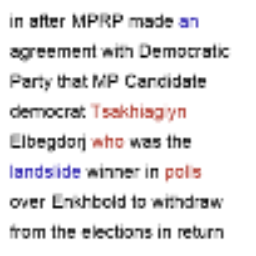 in after MPRP made an
agreement with Democratic
Party that MP Candidate
democrat Tsakhiagiyn
Elbegdorj who was the
landslide winner in polls
over Enkhbold to withdraw
from the elections in return